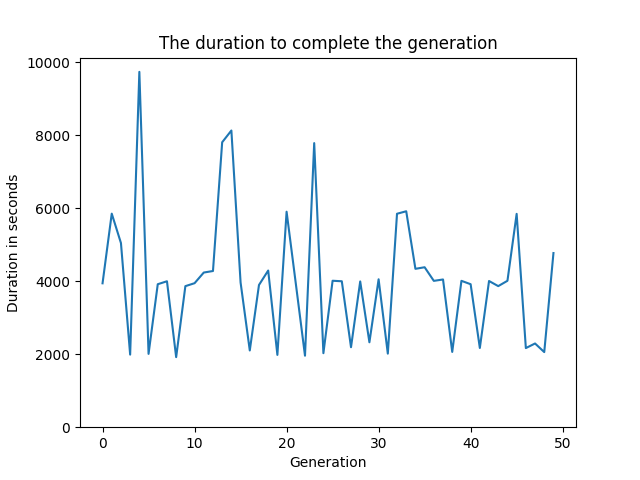 The duration to complete the generation
10000
8000
6000
4000
2000
0
Duration in seconds
0 10 20 30 40 50
Generation